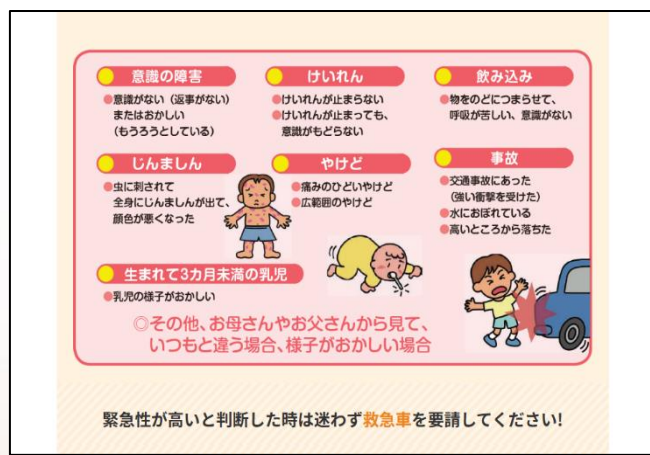 意識の障害
●意識がない（返事がない）
またはおかしい
（もうろうとしている）
けいれん
●けいれんが止まらない
●けいれんが止まっても、
意識がもどらない
飲み込み
●物をのどにつまらせて、
呼吸が苦しい、意識がない
じんましん
●虫に刺されて
全身にじんましんが出て、
顔色が悪くなった
やけど
●痛みのひどいやけど
●広範囲のやけど
事故
●交通事故にあった
（強い衝撃を受けた）
●水におぼれている
●高いところから落ちた
生まれて3カ月未満の乳児
●乳児の様子がおかしい
◎その他、お母さんやお父さんから見て、
いつもと違う場合、様子がおかしい場合
緊急性が高いと判断した時は迷わず救急車を要請してください!